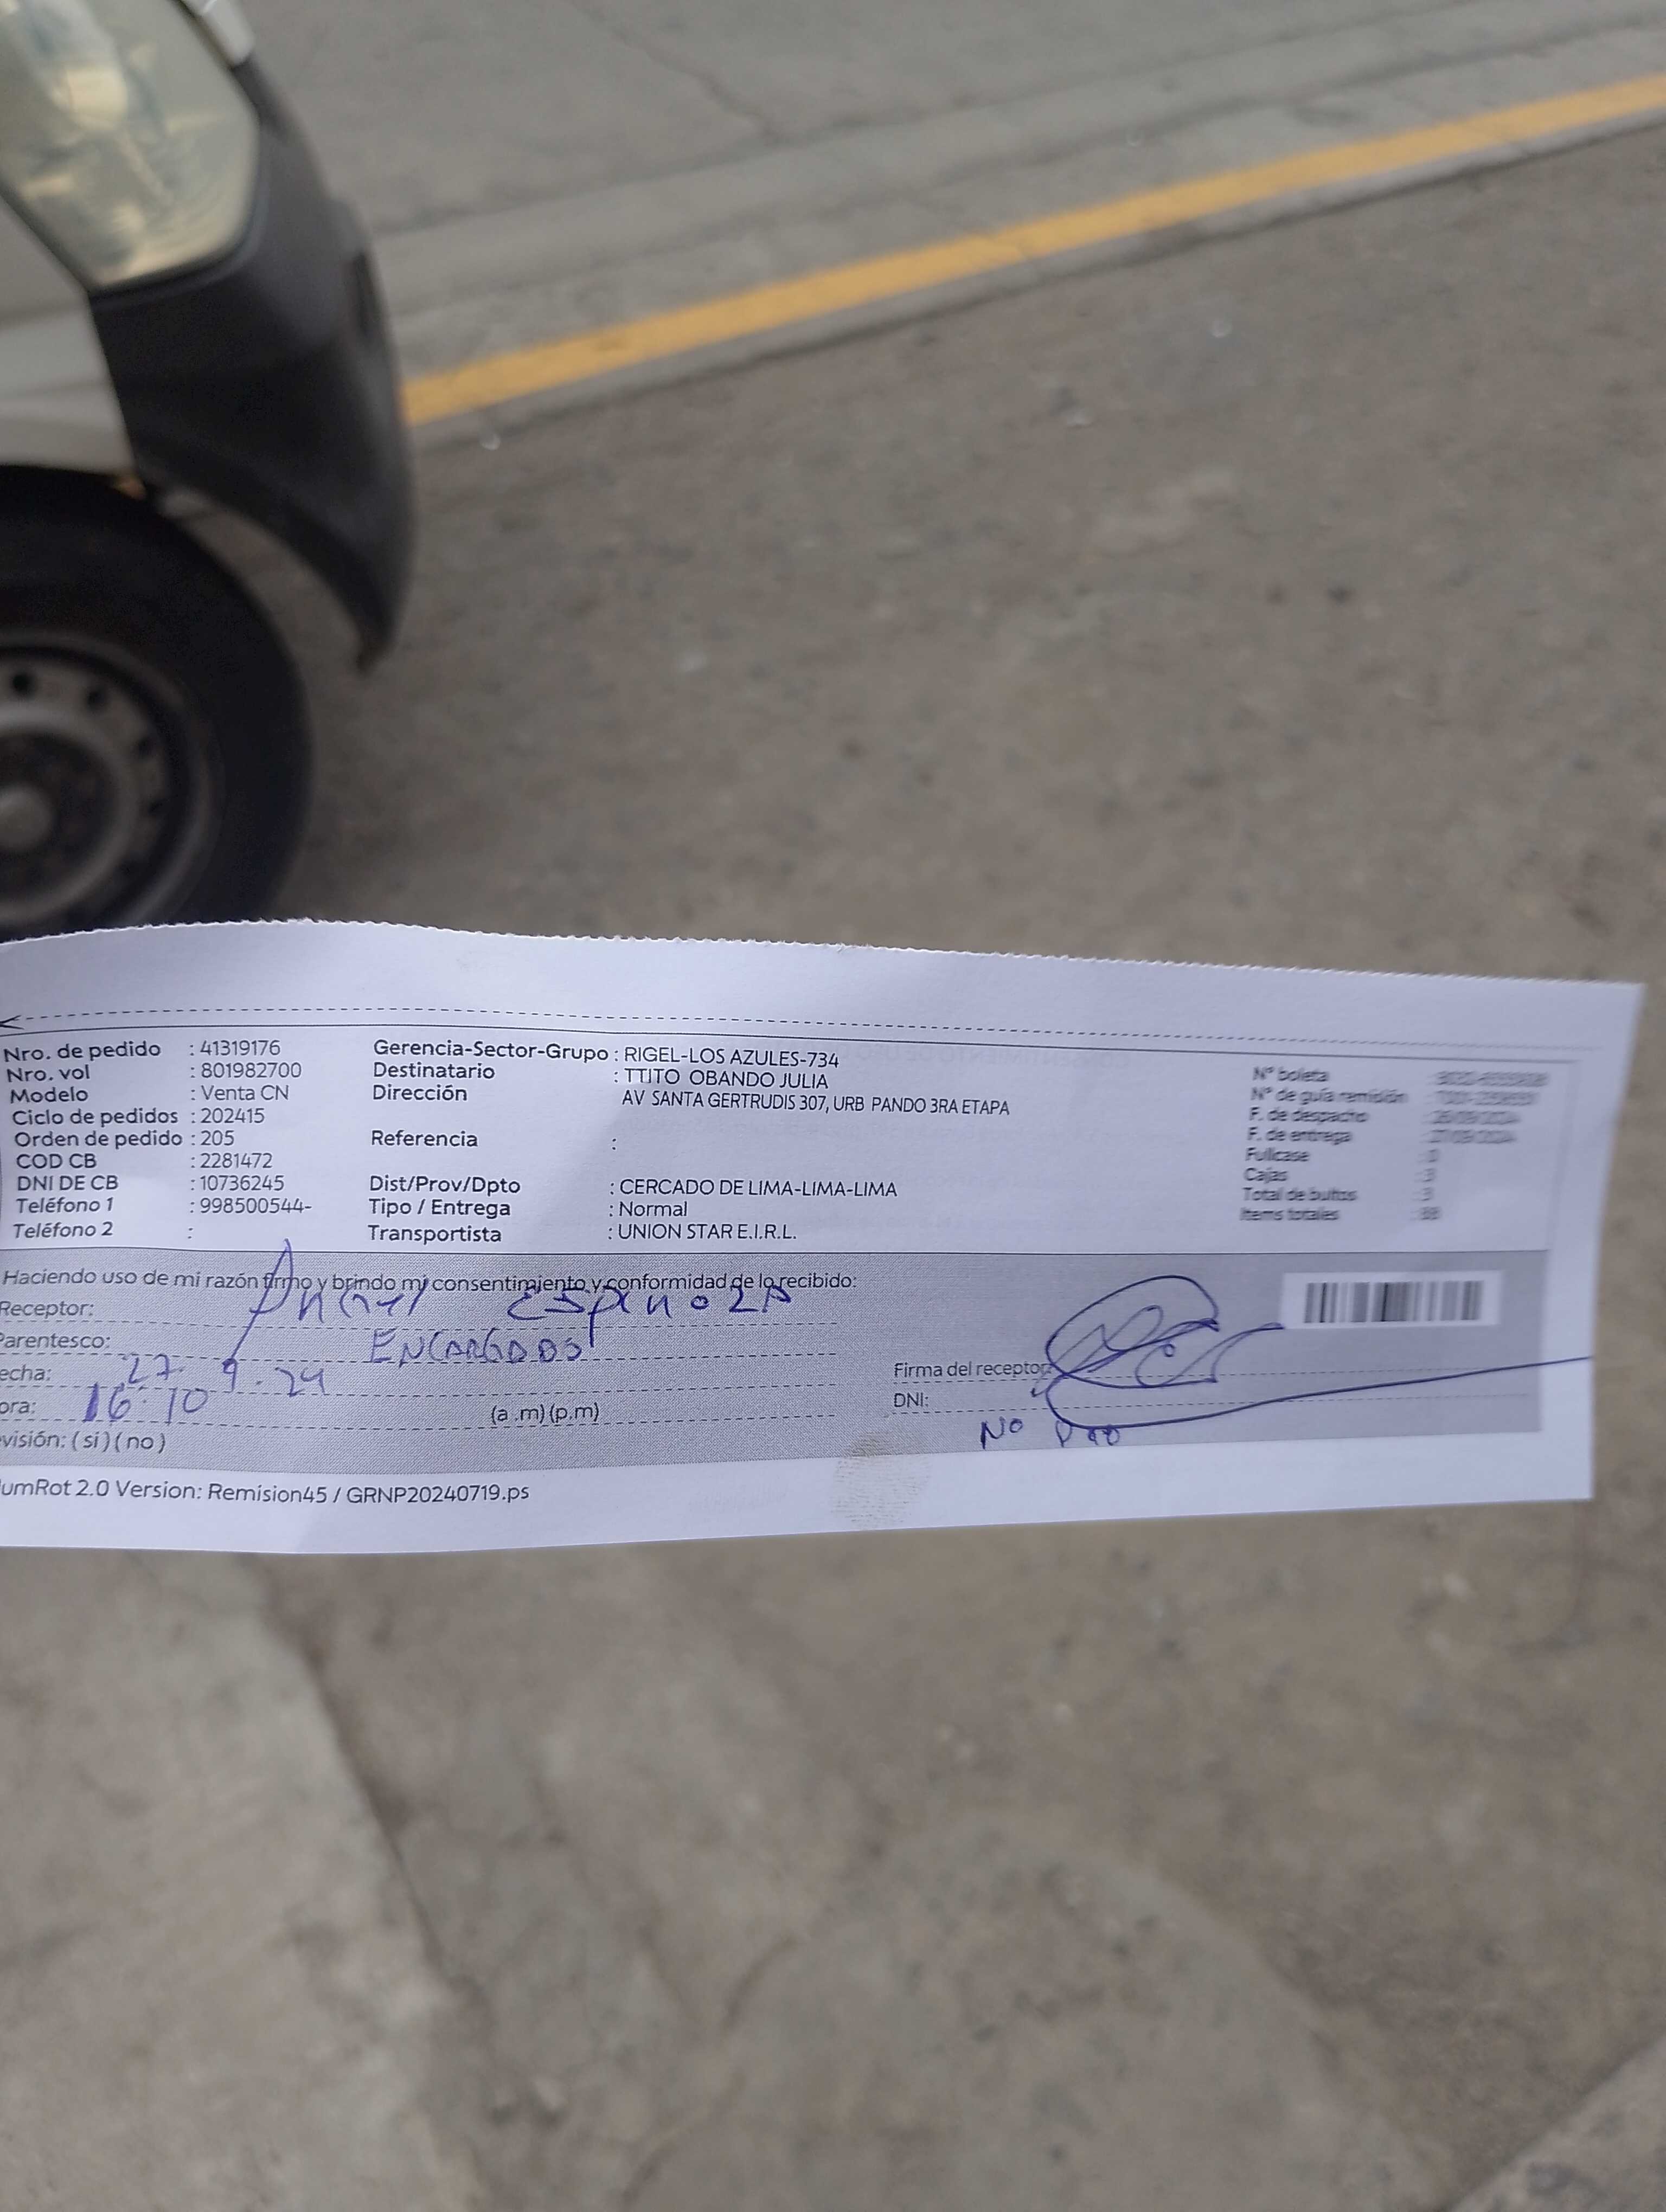 Nro. de pedido : 41319176
Nro. vol : 801982700
Modelo : Venta CN
Ciclo de pedidos : 202415
Orden de pedido : 205
COD CB : 2281472
DNI DE CB : 10736245
Teléfono 1 : 998500544-
Teléfono 2 :
Gerencia-Sector-Grupo : RIGEL-LOS AZULES-734
Destinatario : TTITO OBANDO JULIA
Dirección AV SANTA GERTRUDIS 307, URB PANDO 3RA ETAPA
Referencia :
Dist/Prov/Dpto : CERCADO DE LIMA-LIMA-LIMA
Tipo / Entrega : Normal
Transportista : UNION STAR E.I.R.L.
N° boleta
N° de guía remisión
F. de despacho
F. de entrega
Fullcase
Cajas : 3
Total de bultos : 3
Items totales
Haciendo uso de mi razón firmo y brindo mi consentimiento y conformidad de lo recibido:
Receptor: Espinoza
Parentesco: ENCARGADOS
echa: 27. 9. 24
ora: 16:10 (a .m) (p.m)
visión: ( si ) ( no )
Firma del receptor:
DNI:
NO
umRot 2.0 Version: Remision45 / GRNP20240719.ps